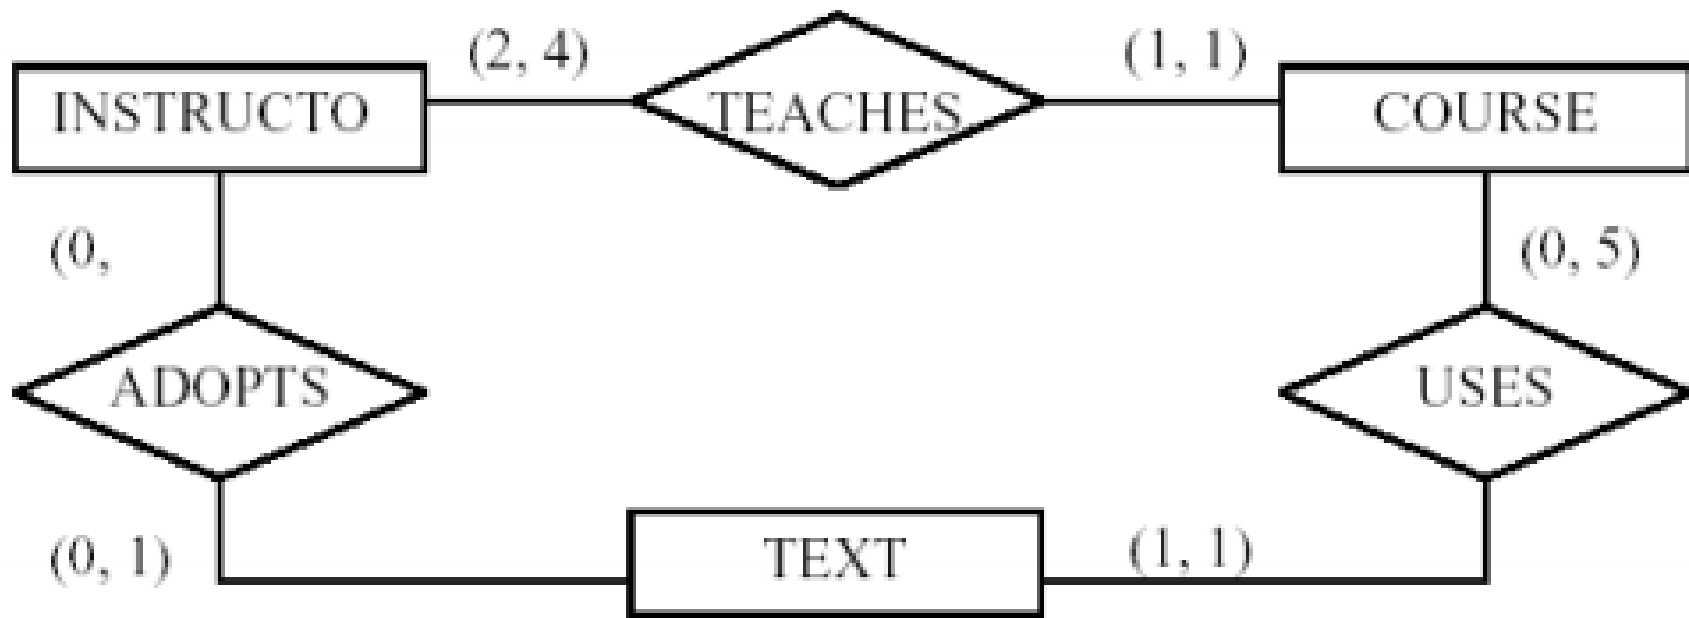 (2, 4)
(1, 1)
INSTRUCTO
TEACHES
COURSE
(0,
(0, 5)
ADOPTS
USES
(0, 1)
TEXT
(1, 1)